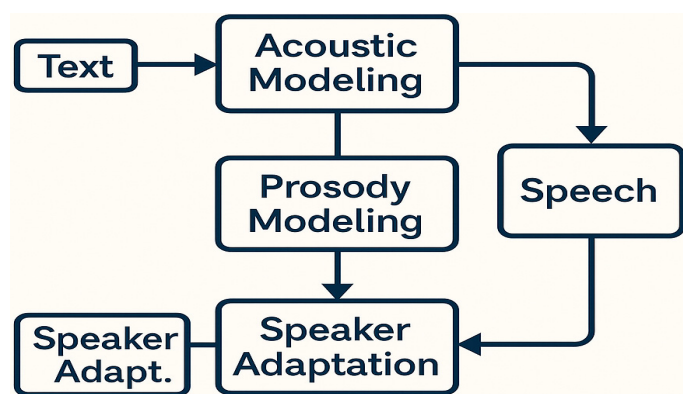 Text
Acoustic
Modeling
Prosody
Modeling
Speech
Speaker
Adapt.
Speaker
Adaptation